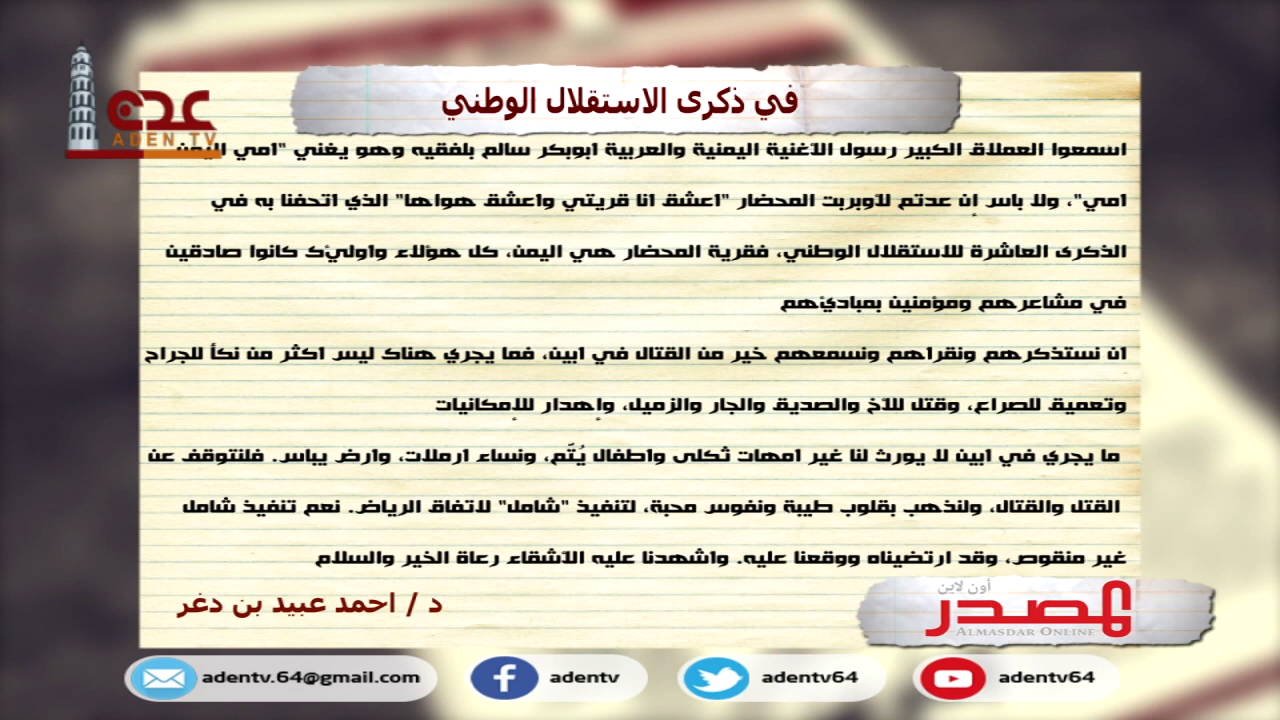 عدن
ADEN TV
في ذكرى الاستقلال الوطني
اسمعوا العملاق الكبير رسول الأغنية اليمنية والعربية ابوبكر سالم بلفقيه وهو يغني "امي اليمن
امي"، ولا باس إن عدتم لأوبريت المحضار "اعشق انا قريتي واعشق هواها" الذي اتحفنا به في
الذكرى العاشرة للاستقلال الوطني، فقرية المحضار هي اليمن، كل هؤلاء واولئك كانوا صادقين
في مشاعرهم ومؤمنين بمبادئهم
ان نستذكرهم ونقراهم ونسمعهم خير من القتال في ابين، فما يجري هناك ليس اكثر من نكأ للجراح
وتعميق للصراع، وقتل للأخ والصديق والجار والزميل، وإهدار للإمكانيات
ما يجري في ابين لا يورث لنا غير امهات ثكلى واطفال يُتّم، ونساء ارملات، وارض يباس. فلنتوقف عن
القتل والقتال، ولنذهب بقلوب طيبة ونفوس محبة، لتنفيذ "شامل" لاتفاق الرياض. نعم تنفيذ شامل
غير منقوص، وقد ارتضيناه ووقعنا عليه. واشهدنا عليه الأشقاء رعاة الخير والسلام
د / احمد عبيد بن دغر
أون لاين
المصدر
ALMASDAR ONLINE
adentv.64@gmail.com
adentv
adentv64
adentv64